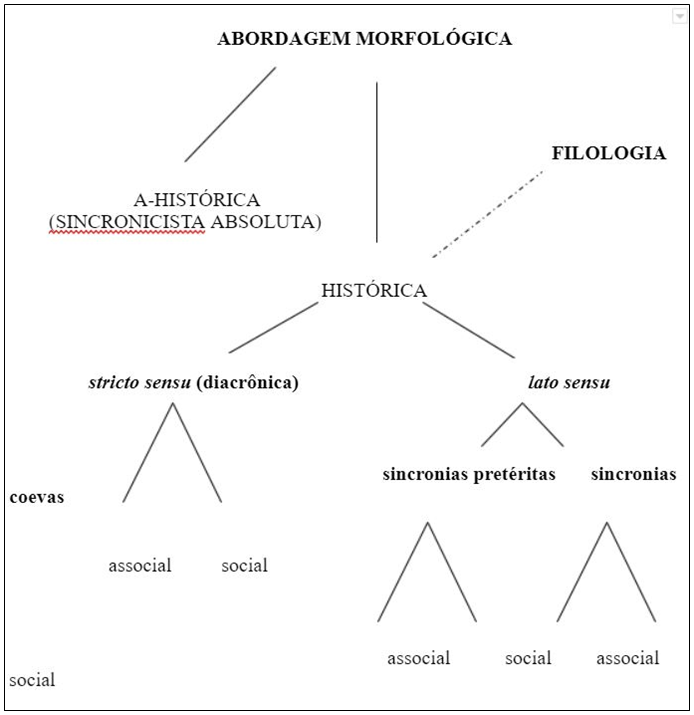 ABORDAGEM MORFOLÓGICA
FILOLOGIA
A-HISTÓRICA
(SINCRONICISTA ABSOLUTA)
HISTÓRICA
stricto sensu (diacrônica) lato sensu
sincronias pretéritas sincronias
coevas
associal social
associal social associal
social